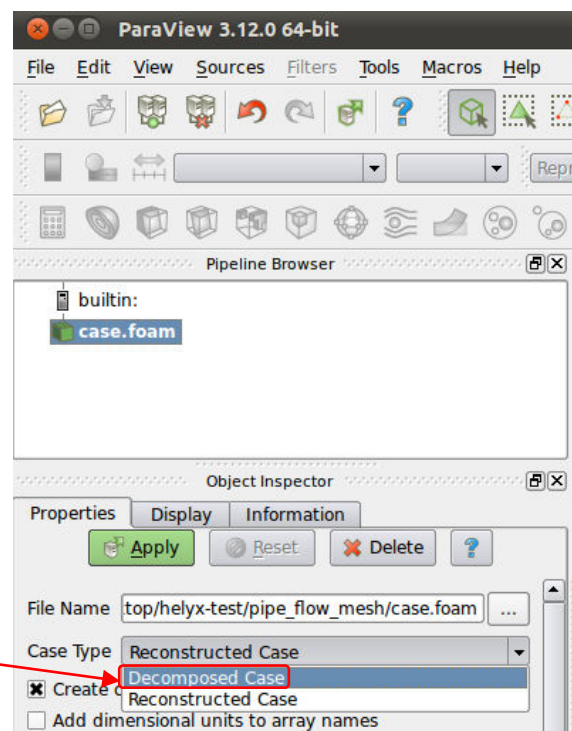 ParaView 3.12.0 64-bit
File Edit View Sources Filters Tools Macros Help
Repr
Pipeline Browser
builtin:
case.foam
Object Inspector
Properties Display Information
Apply Reset Delete ?
File Name top/helyx-test/pipe_flow_mesh/case.foam ...
Case Type Reconstructed Case
Decomposed Case
Create c
Reconstructed Case
Add dimensional units to array names